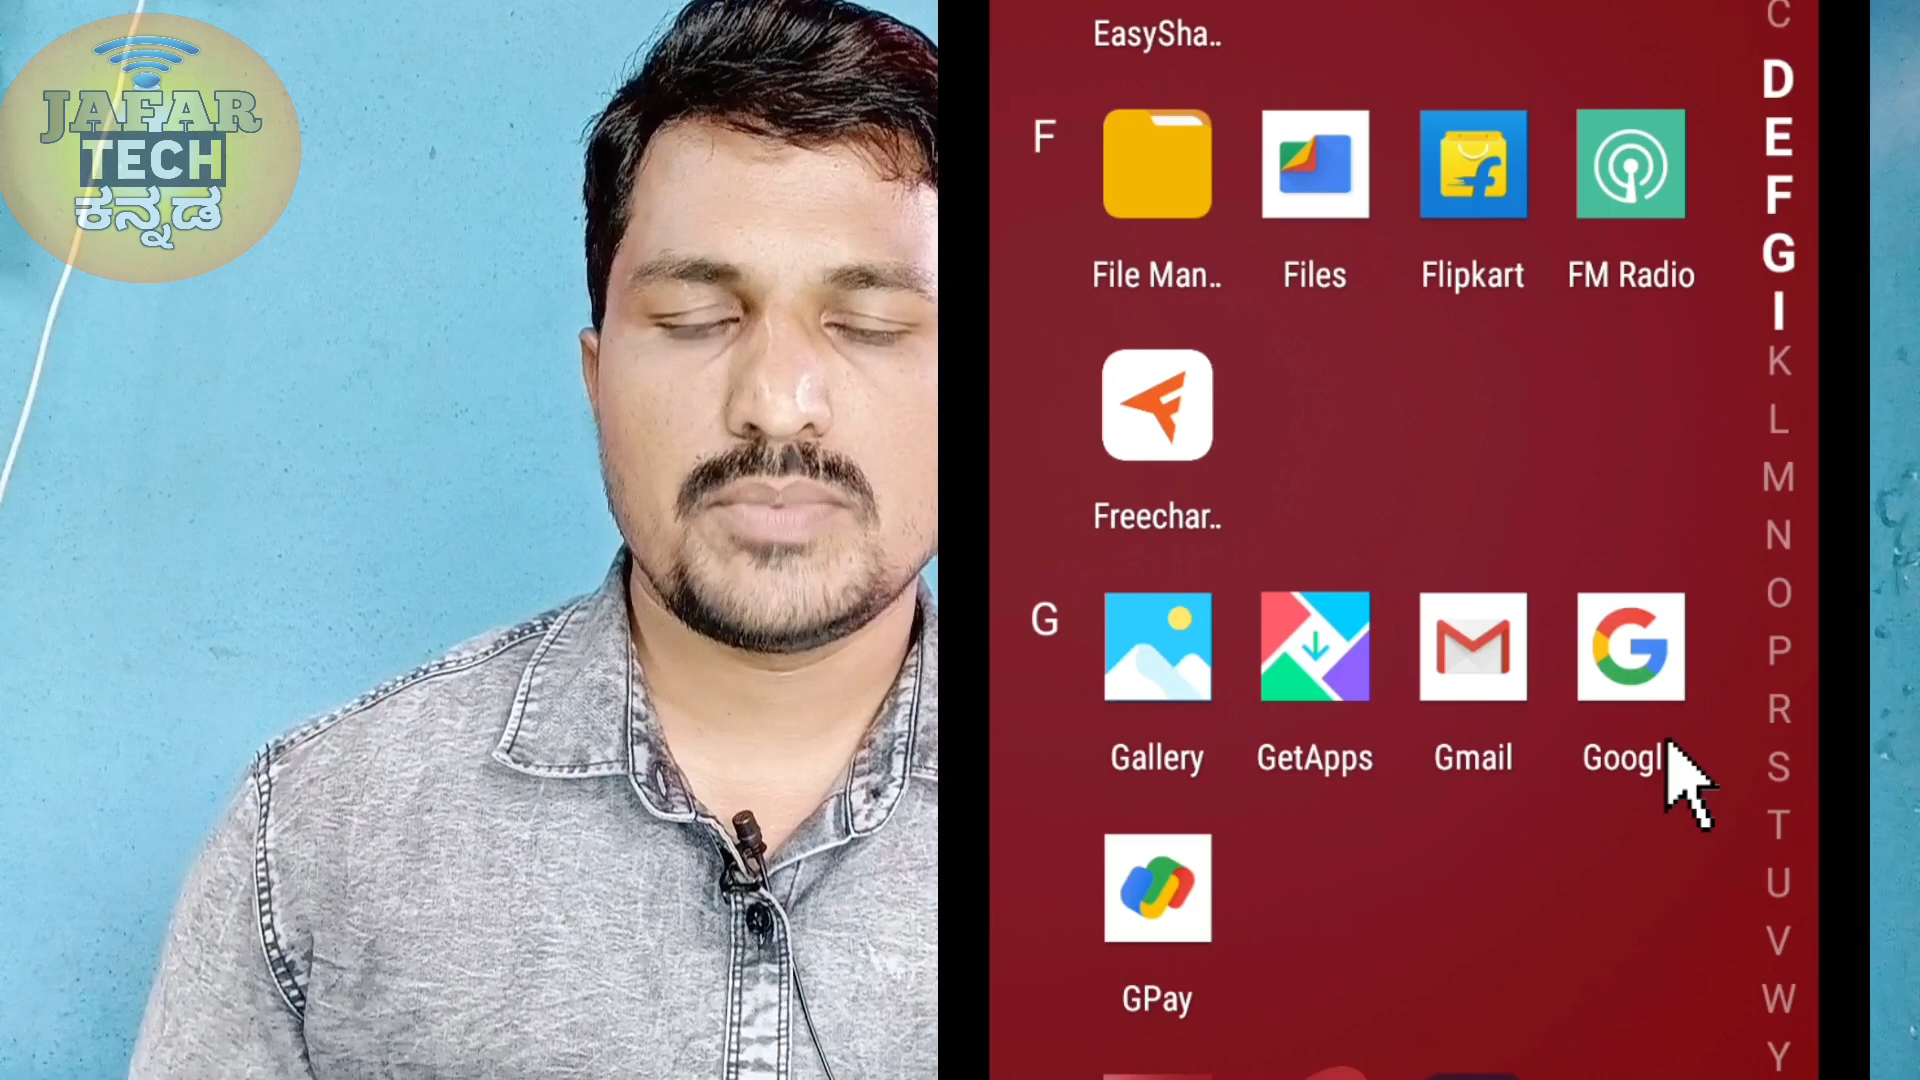 JAFAR
TECH
ಕನ್ನಡ
EasySha..
F
File Man..
Files
Flipkart
FM Radio
Freechar..
G
Gallery
GetApps
Gmail
Googl
GPay
C
D
E
F
G
I
K
L
M
N
O
P
R
S
T
U
V
W
Y